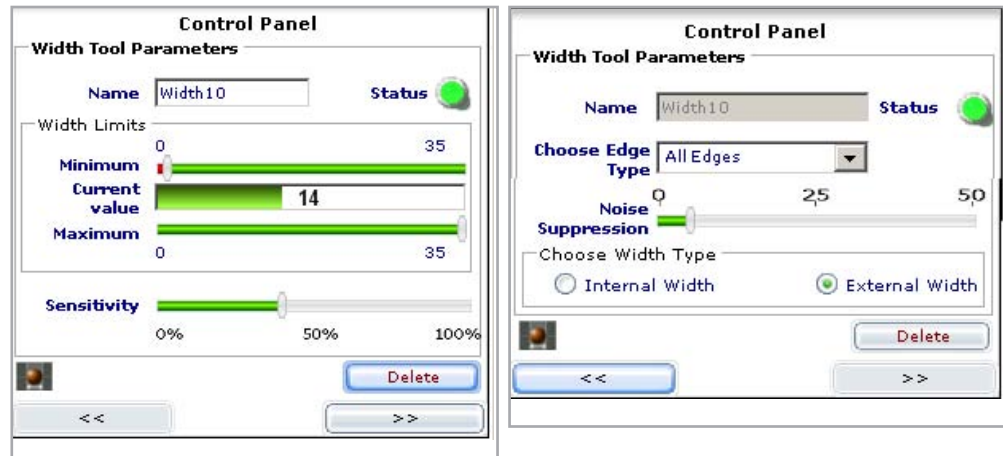 Control Panel
Width Tool Parameters
Name Width10 Status
Width Limits
0 35
Minimum
Current
value 14
Maximum
0 35
Sensitivity
0% 50% 100%
Delete
<< >>
Control Panel
Width Tool Parameters
Name Width10 Status
Choose Edge
Type All Edges
0 25 50
Noise
Suppression
Choose Width Type
Internal Width External Width
Delete
<< >>